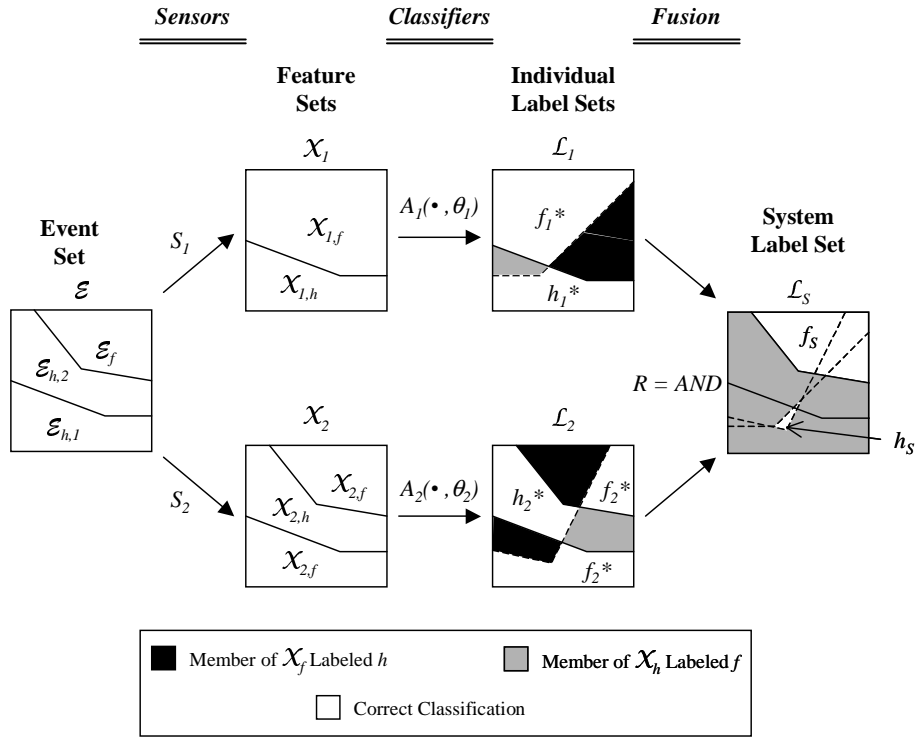 Sensors Classifiers Fusion
Feature Sets
Individual Label Sets
𝒳1
ℒ1
A1(• , θ1)
𝒳1,f
𝒳1,h
f1*
h1*
Event Set
ℰ
S1
System Label Set
ℒS
ℰf
ℰh,2
ℰh,1
fS
R = AND
hS
S2
𝒳2
ℒ2
A2(• , θ2)
𝒳2,f
𝒳2,h
𝒳2,f
h2*
f2*
f2*
Member of 𝒳f Labeled h
Member of 𝒳h Labeled f
Correct Classification